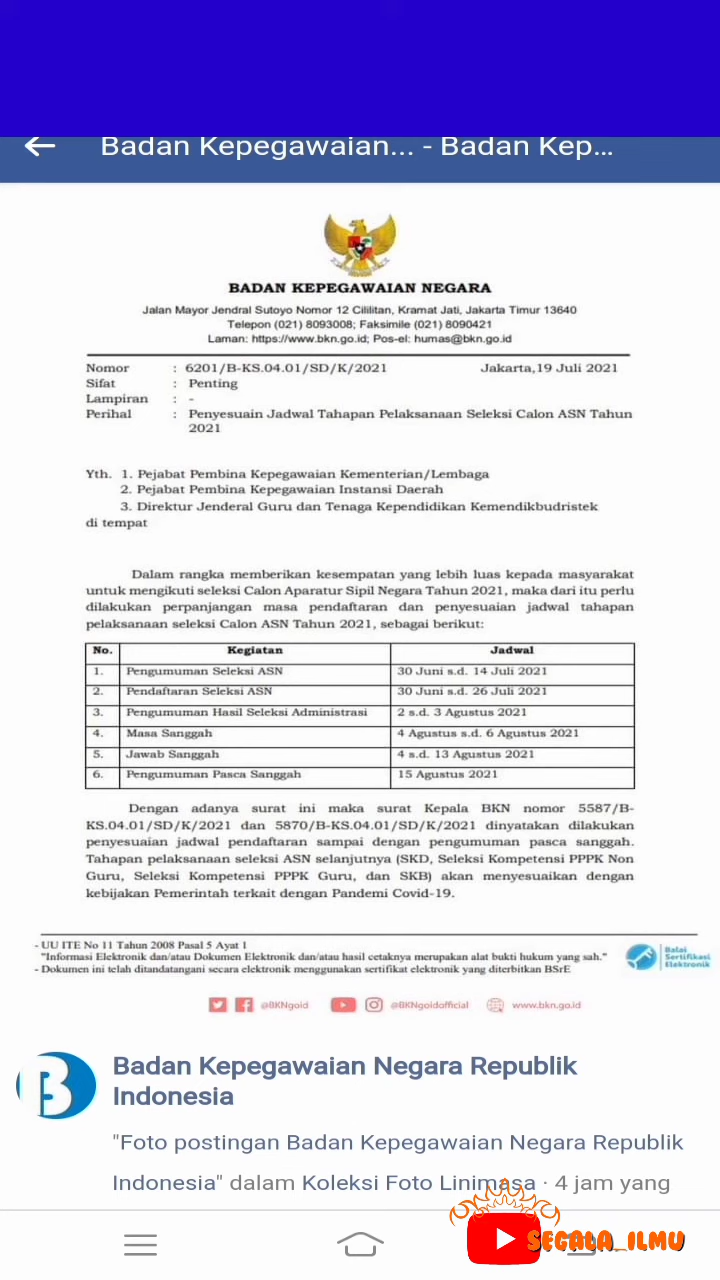 Badan Kepegawaian... - Badan Kep...
BADAN KEPEGAWAIAN NEGARA
Jalan Mayor Jendral Sutoyo Nomor 12 Cililitan, Kramat Jati, Jakarta Timur 13640
Telepon (021) 8093008; Faksimile (021) 8090421
Laman: https://www.bkn.go.id; Pos-el: humas@bkn.go.id
Nomor : 6201/B-KS.04.01/SD/K/2021 Jakarta,19 Juli 2021
Sifat : Penting
Lampiran : -
Perihal : Penyesuain Jadwal Tahapan Pelaksanaan Seleksi Calon ASN Tahun
2021
Yth. 1. Pejabat Pembina Kepegawaian Kementerian/Lembaga
2. Pejabat Pembina Kepegawaian Instansi Daerah
3. Direktur Jenderal Guru dan Tenaga Kependidikan Kemendikbudristek
di tempat
Dalam rangka memberikan kesempatan yang lebih luas kepada masyarakat
untuk mengikuti seleksi Calon Aparatur Sipil Negara Tahun 2021, maka dari itu perlu
dilakukan perpanjangan masa pendaftaran dan penyesuaian jadwal tahapan
pelaksanaan seleksi Calon ASN Tahun 2021, sebagai berikut:
No. Kegiatan Jadwal
1. Pengumuman Seleksi ASN 30 Juni s.d. 14 Juli 2021
2. Pendaftaran Seleksi ASN 30 Juni s.d. 26 Juli 2021
3. Pengumuman Hasil Seleksi Administrasi 2 s.d. 3 Agustus 2021
4. Masa Sanggah 4 Agustus s.d. 6 Agustus 2021
5. Jawab Sanggah 4 s.d. 13 Agustus 2021
6. Pengumuman Pasca Sanggah 15 Agustus 2021
Dengan adanya surat ini maka surat Kepala BKN nomor 5587/B-
KS.04.01/SD/K/2021 dan 5870/B-KS.04.01/SD/K/2021 dinyatakan dilakukan
penyesuaian jadwal pendaftaran sampai dengan pengumuman pasca sanggah.
Tahapan pelaksanaan seleksi ASN selanjutnya (SKD, Seleksi Kompetensi PPPK Non
Guru, Seleksi Kompetensi PPPK Guru, dan SKB) akan menyesuaikan dengan
kebijakan Pemerintah terkait dengan Pandemi Covid-19.
- UU ITE No 11 Tahun 2008 Pasal 5 Ayat 1
"Informasi Elektronik dan/atau Dokumen Elektronik dan/atau hasil cetaknya merupakan alat bukti hukum yang sah."
- Dokumen ini telah ditandatangani secara elektronik menggunakan sertifikat elektronik yang diterbitkan BSrE
Balai
Sertifikasi
Elektronik
@BKNgoid @BKNgoidofficial www.bkn.go.id
Badan Kepegawaian Negara Republik
Indonesia
"Foto postingan Badan Kepegawaian Negara Republik
Indonesia" dalam Koleksi Foto Linimasa · 4 jam yang
SEGALA_ILMU